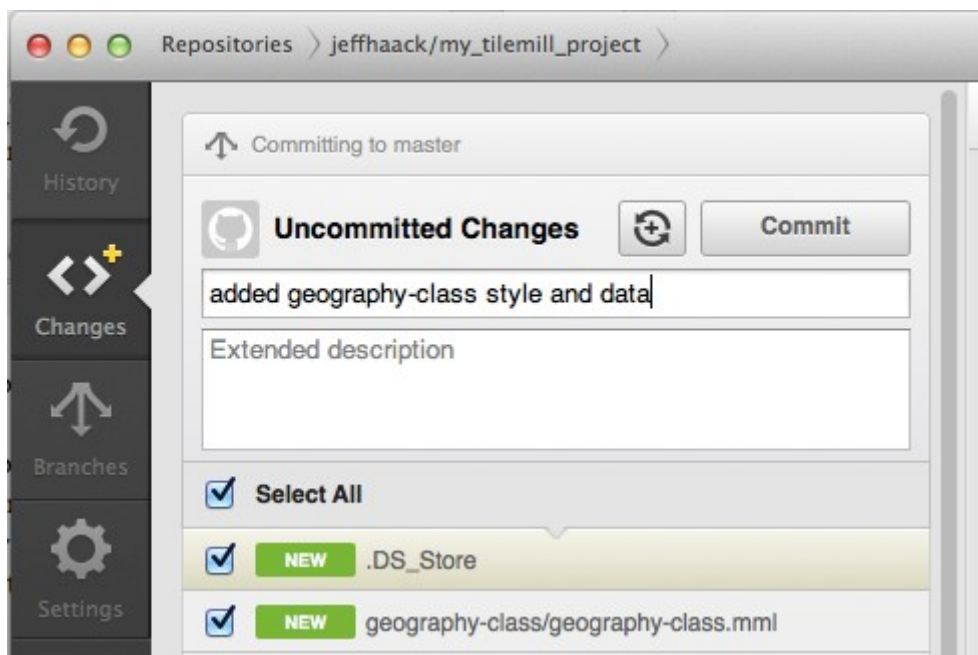 Repositories jeffhaack/my_tilemill_project
History
Changes
Branches
Settings
Committing to master
Uncommitted Changes Commit
added geography-class style and data
Extended description
Select All
NEW .DS_Store
NEW geography-class/geography-class.mml